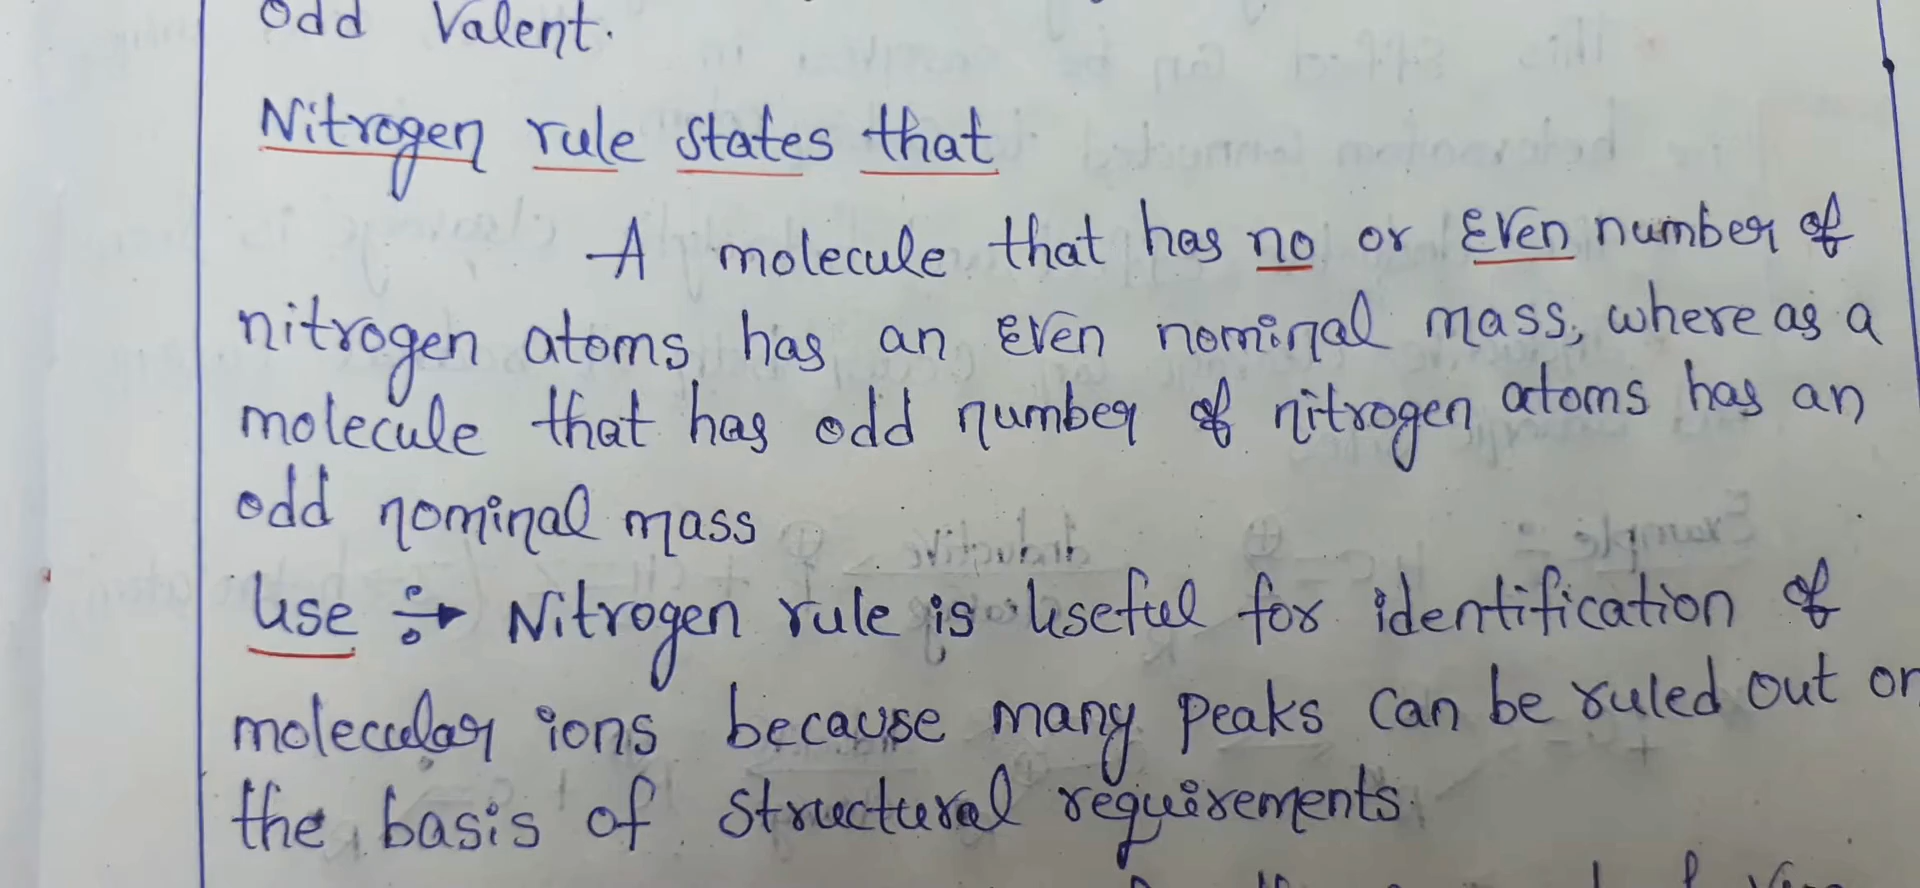 odd Valent.
Nitrogen rule states that
A molecule that has no or Even number of
nitrogen atoms has an Even nominal mass, where as a
molecule that has odd number of nitrogen atoms has an
odd nominal mass
Use ÷→ Nitrogen rule is useful for identification of
molecular ions because many peaks can be ruled out on
the basis of structural requirements.